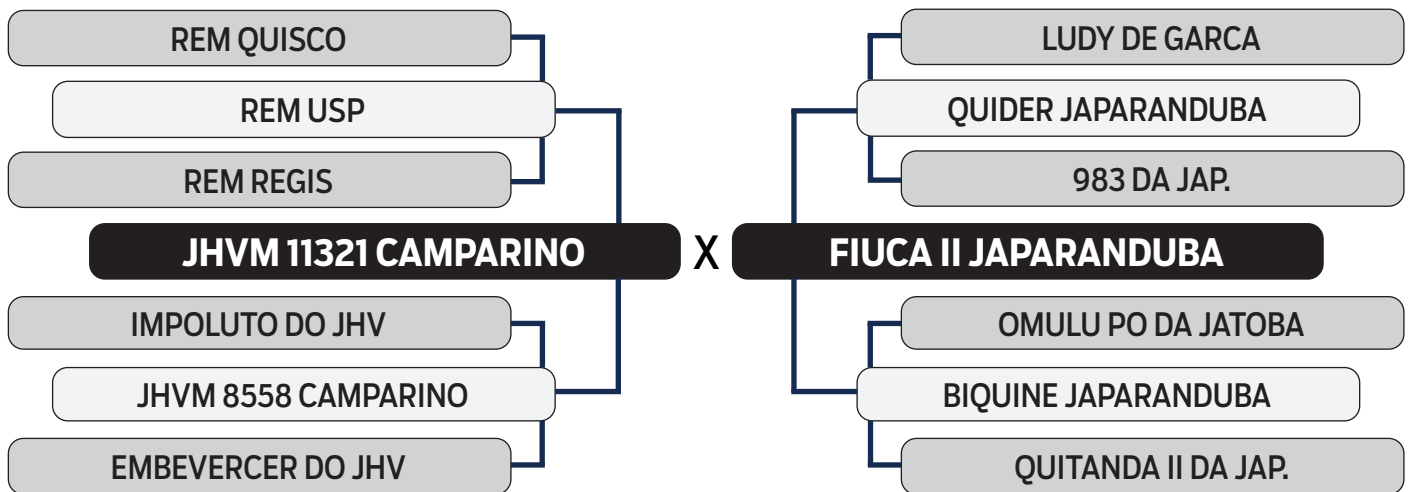 REM QUISCO
REM USP
REM REGIS
JHVM 11321 CAMPARINO
IMPOLUTO DO JHV
JHVM 8558 CAMPARINO
EMBEVERCER DO JHV
X
LUDY DE GARCA
QUIDER JAPARANDUBA
983 DA JAP.
FIUCA II JAPARANDUBA
OMULU PO DA JATOBA
BIQUINE JAPARANDUBA
QUITANDA II DA JAP.